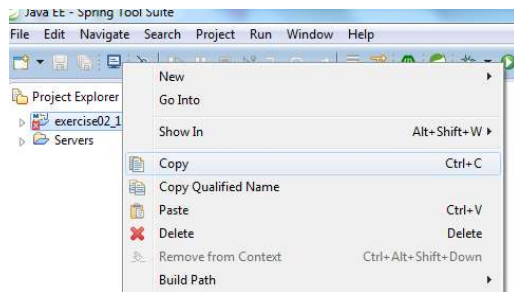 Java EE - Spring Tool Suite
File Edit Navigate Search Project Run Window Help
Project Explorer
exercise02_1
Servers
New
Go Into
Show In Alt+Shift+W
Copy Ctrl+C
Copy Qualified Name
Paste Ctrl+V
Delete Delete
Remove from Context Ctrl+Alt+Shift+Down
Build Path